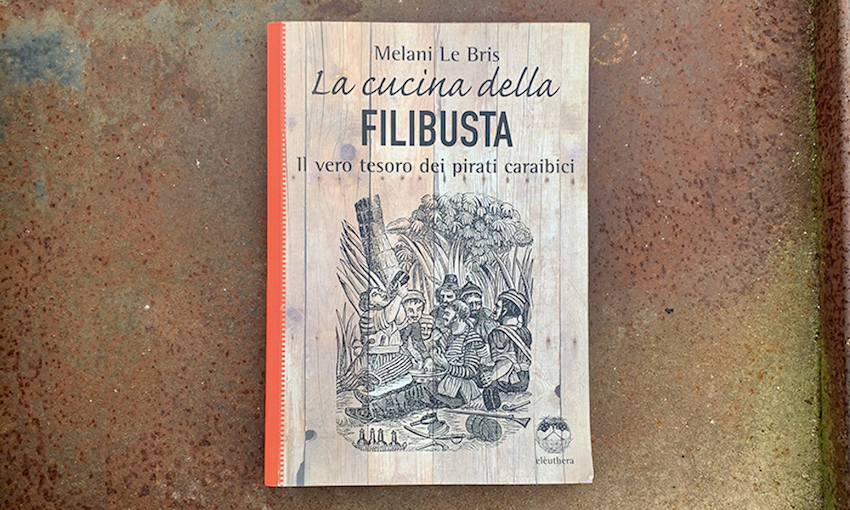 Melani Le Bris
La cucina della
FILIBUSTA
Il vero tesoro dei pirati caraibici
elèuthera